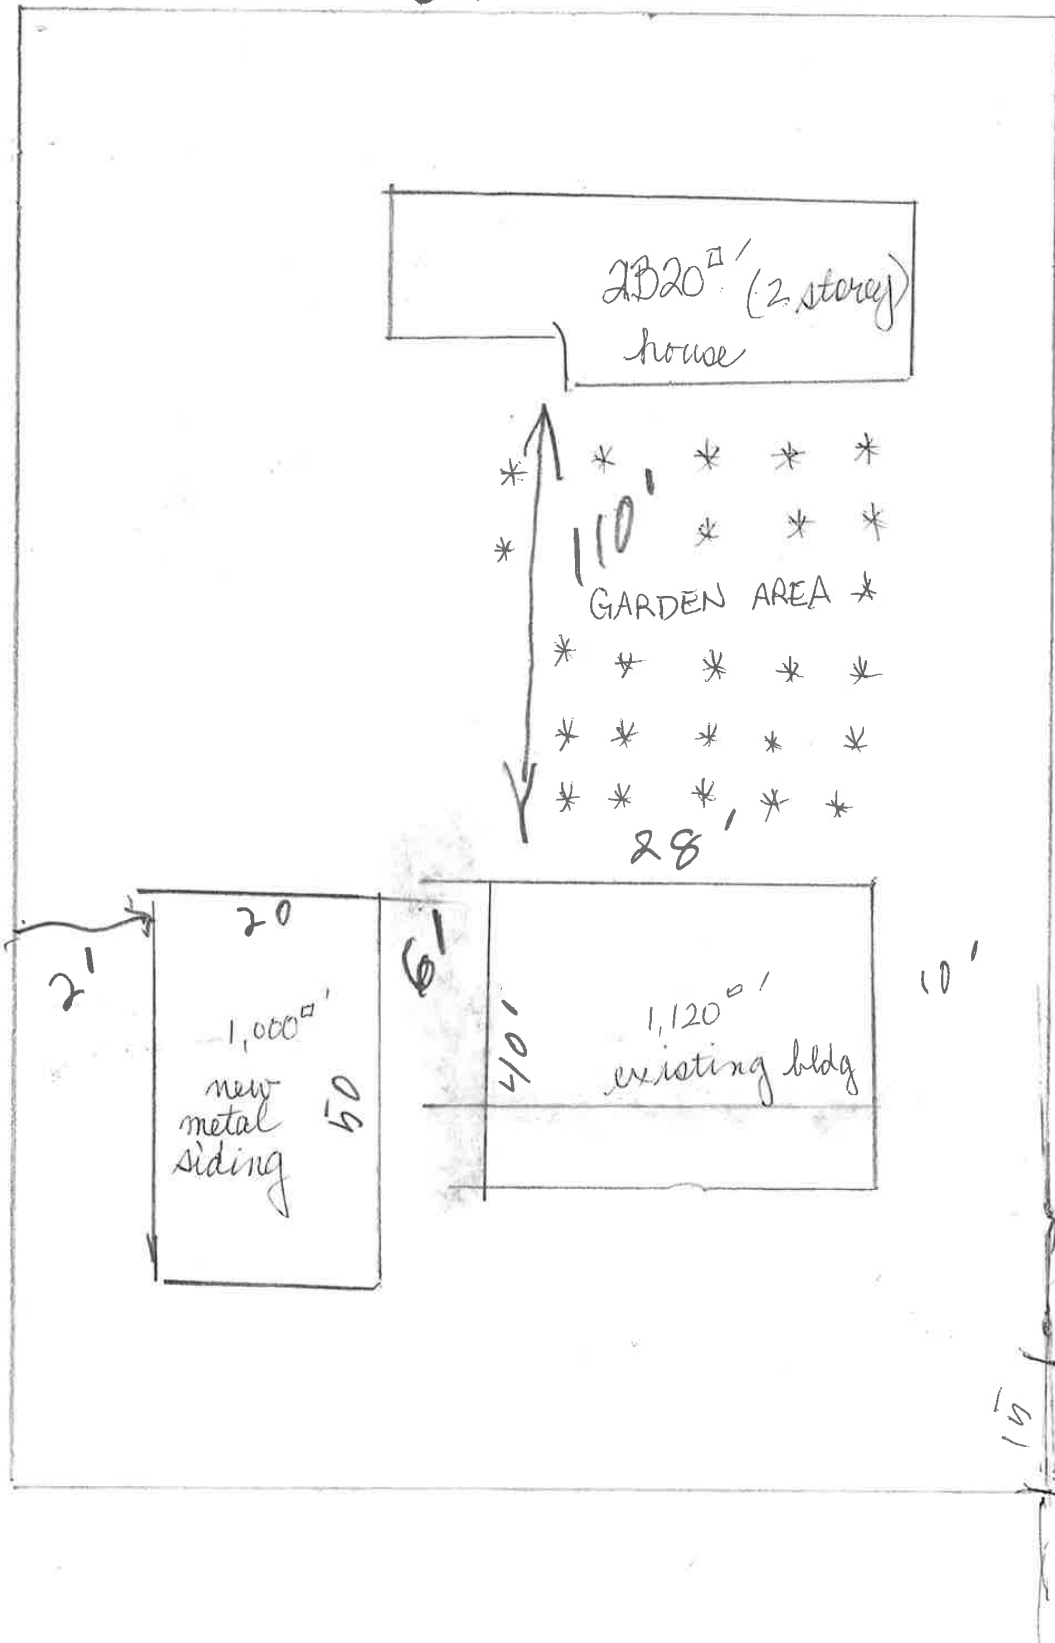 2320□' (2 storey)
house
110'
GARDEN AREA
28'
2'
20
6'
10'
1,000□'
new
metal
siding
50
40'
1,120□'
existing bldg
15